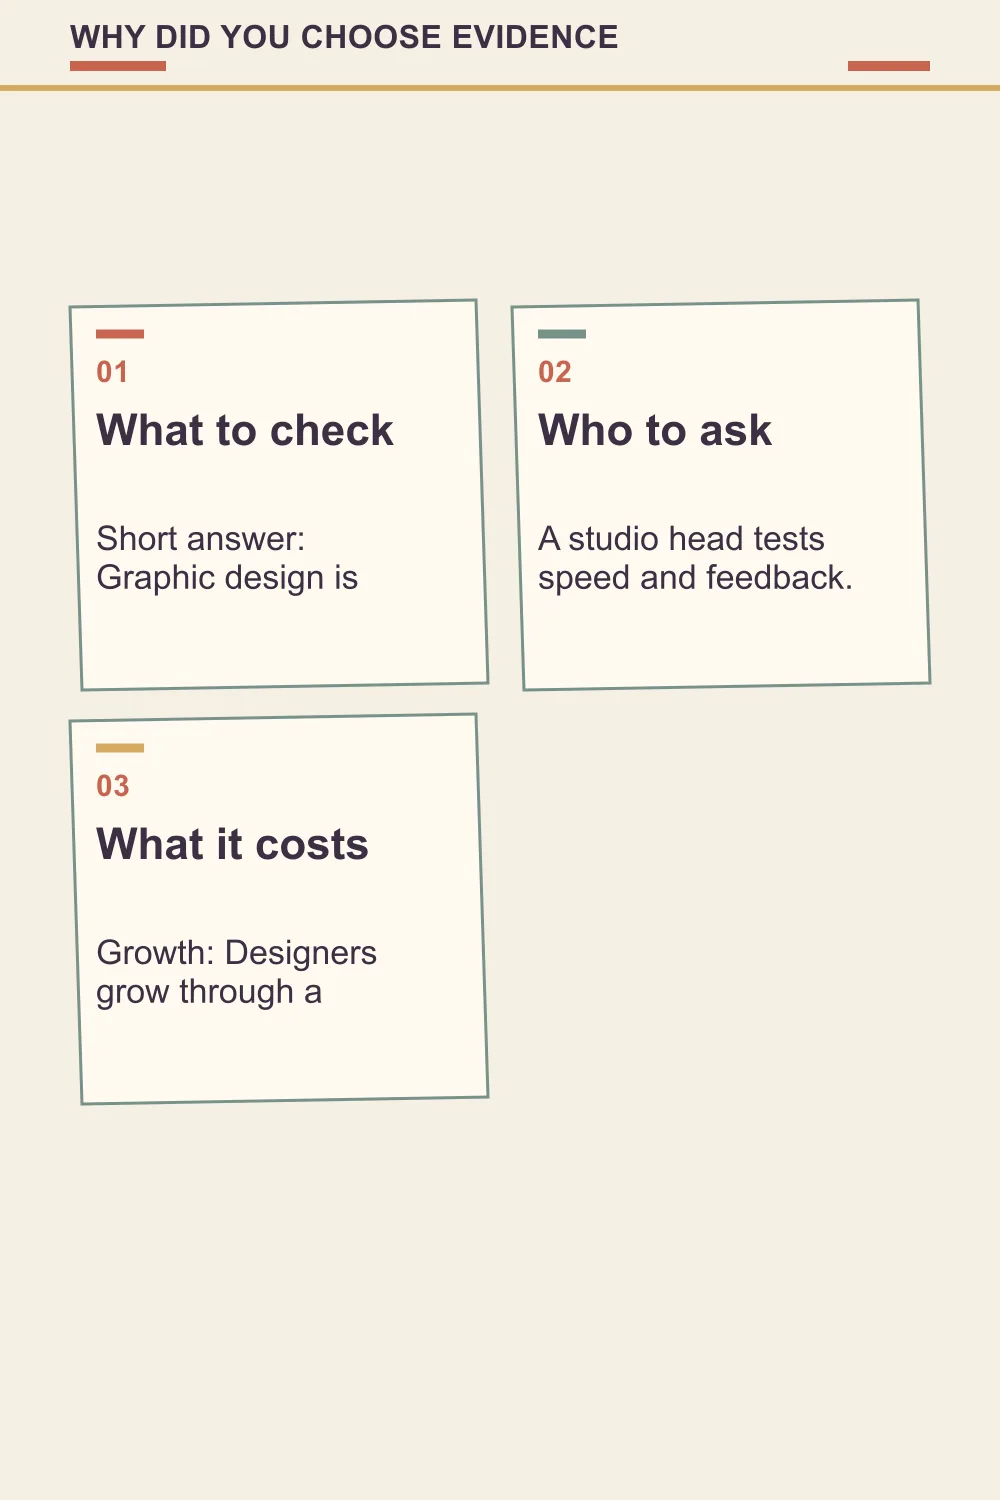 WHY DID YOU CHOOSE EVIDENCE
01
What to check
Short answer:
Graphic design is
02
Who to ask
A studio head tests
speed and feedback.
03
What it costs
Growth: Designers
grow through a